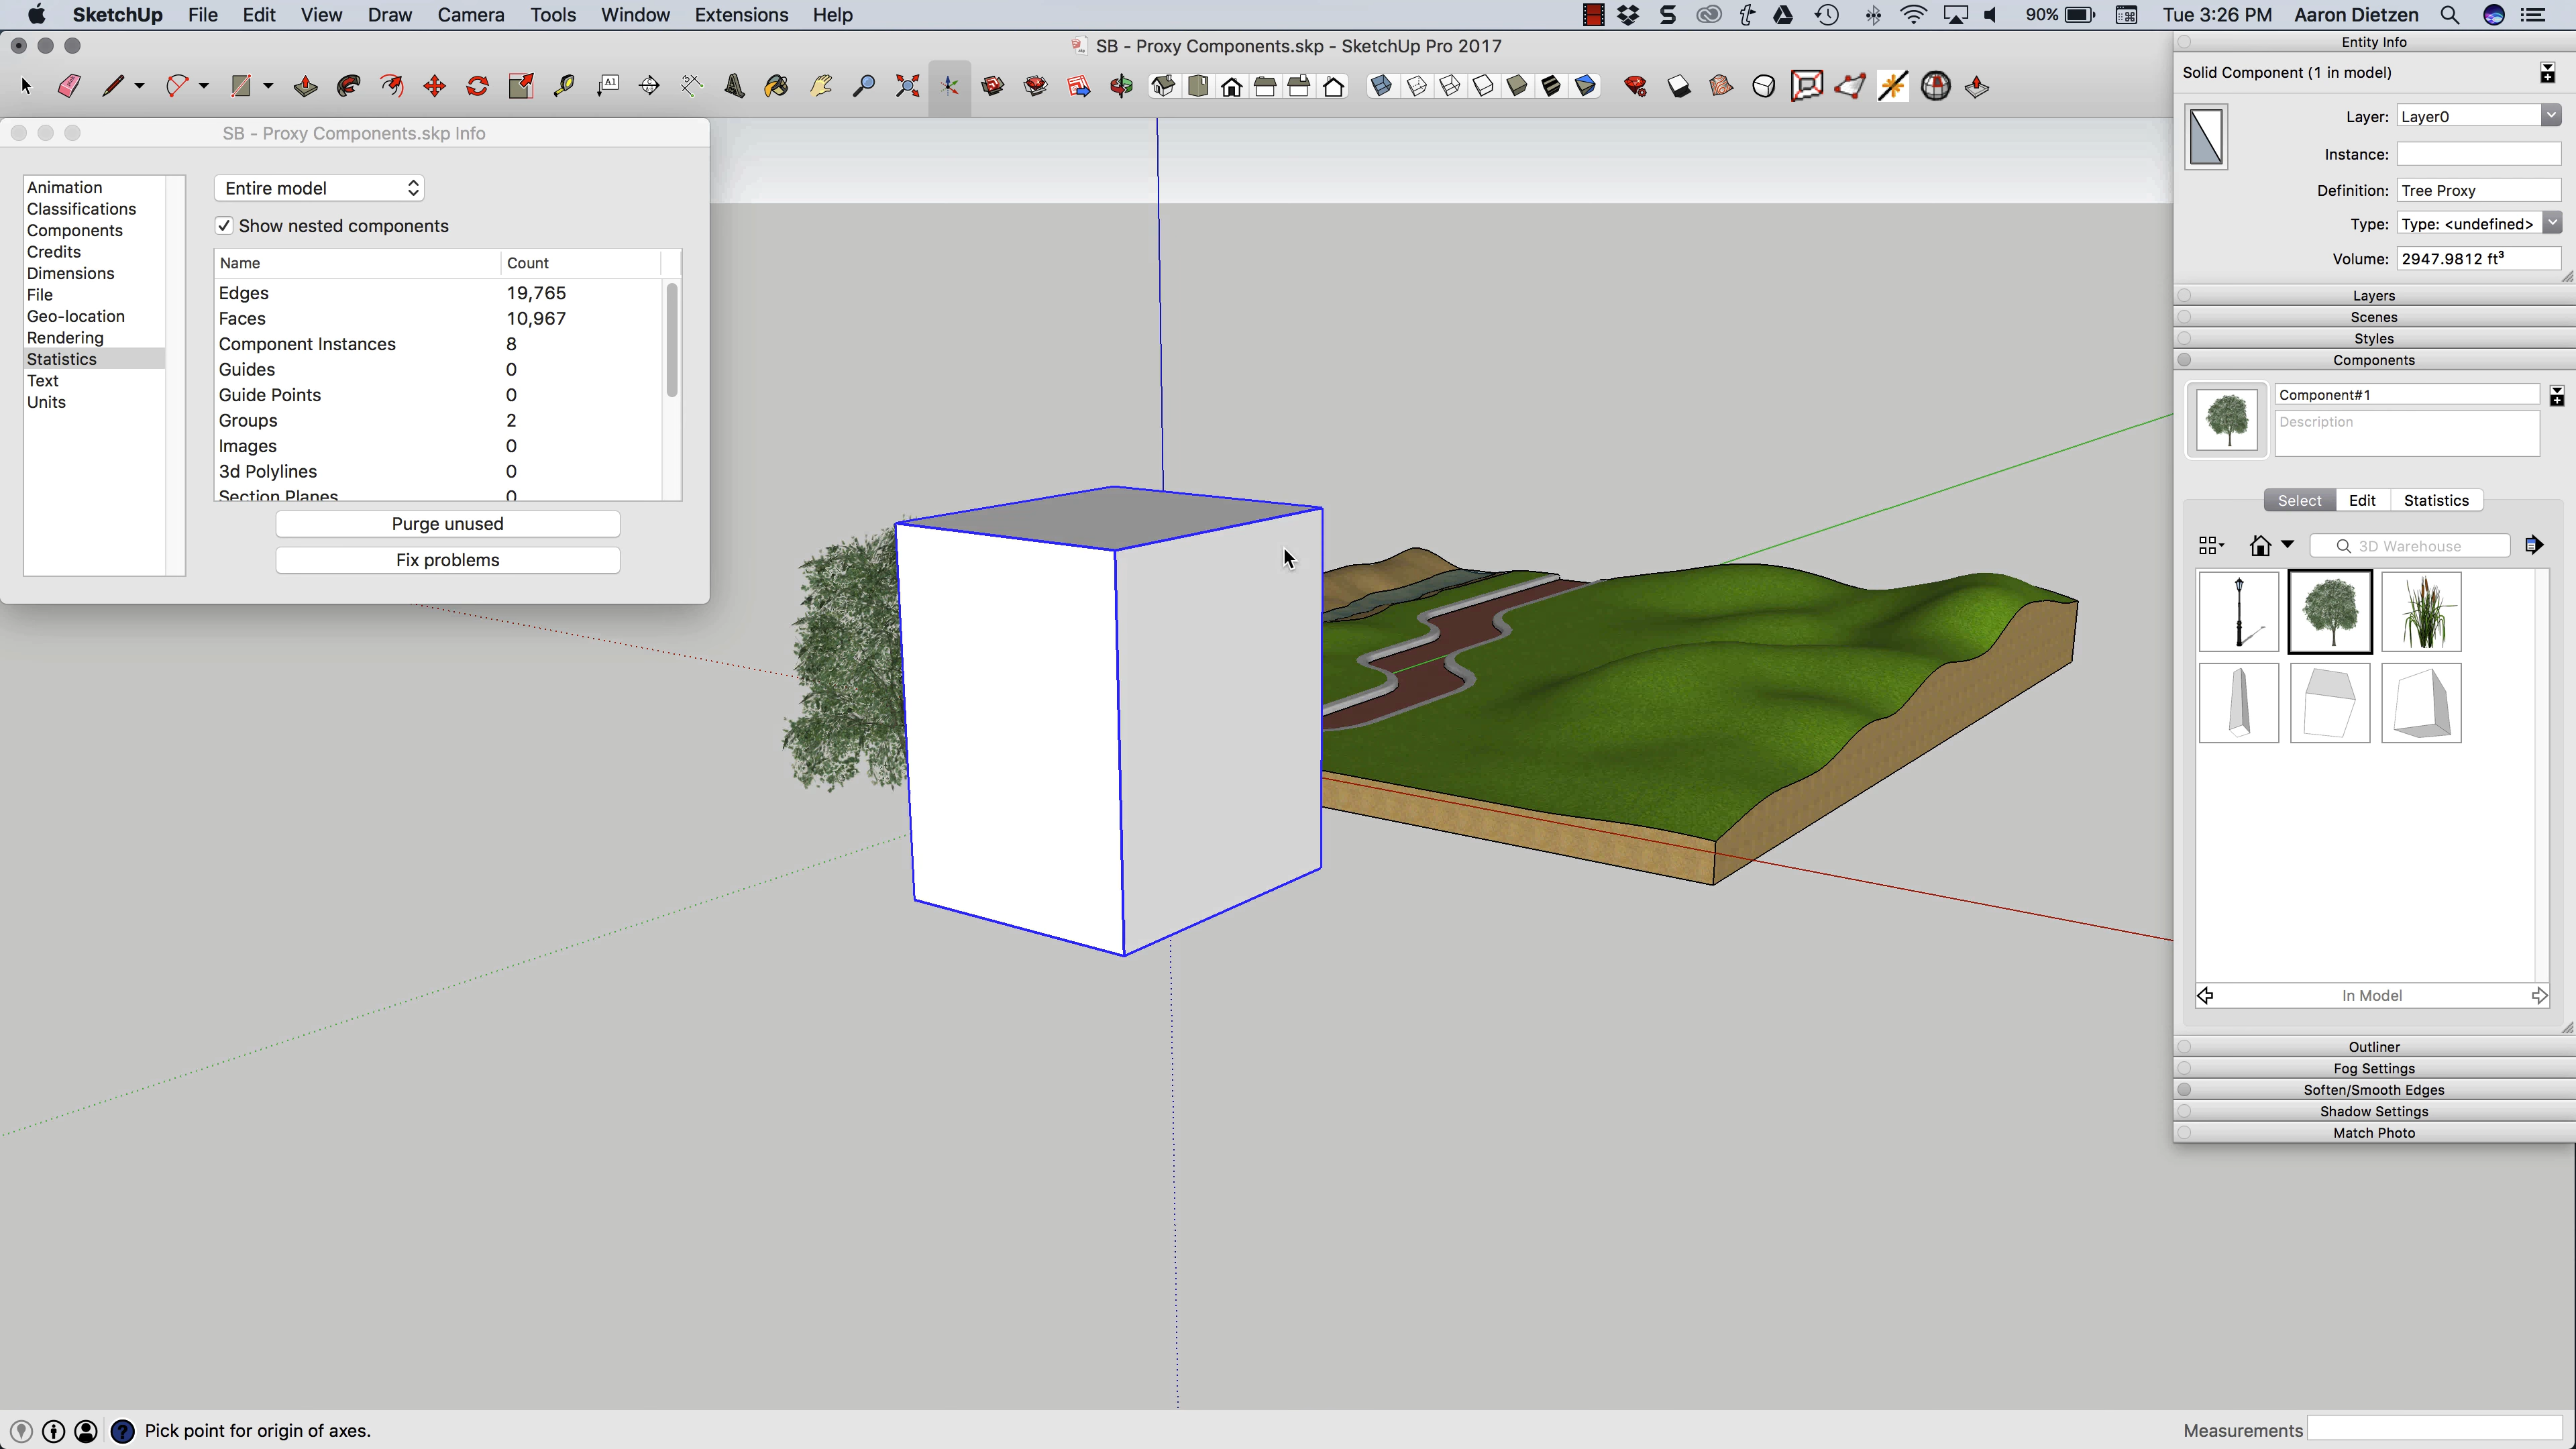 SketchUp File Edit View Draw Camera Tools Window Extensions Help 90% Tue 3:26 PM Aaron Dietzen
SB - Proxy Components.skp - SketchUp Pro 2017
A1
SB - Proxy Components.skp Info
Animation
Classifications
Components
Credits
Dimensions
File
Geo-location
Rendering
Statistics
Text
Units
Entire model
Show nested components
Name Count
Edges 19,765
Faces 10,967
Component Instances 8
Guides 0
Guide Points 0
Groups 2
Images 0
3d Polylines 0
Section Planes 0
Purge unused
Fix problems
Entity Info
Solid Component (1 in model)
Layer: Layer0
Instance:
Definition: Tree Proxy
Type: Type: <undefined>
Volume: 2947.9812 ft³
Layers
Scenes
Styles
Components
Component#1
Description
Select Edit Statistics
3D Warehouse
In Model
Outliner
Fog Settings
Soften/Smooth Edges
Shadow Settings
Match Photo
Pick point for origin of axes.
Measurements